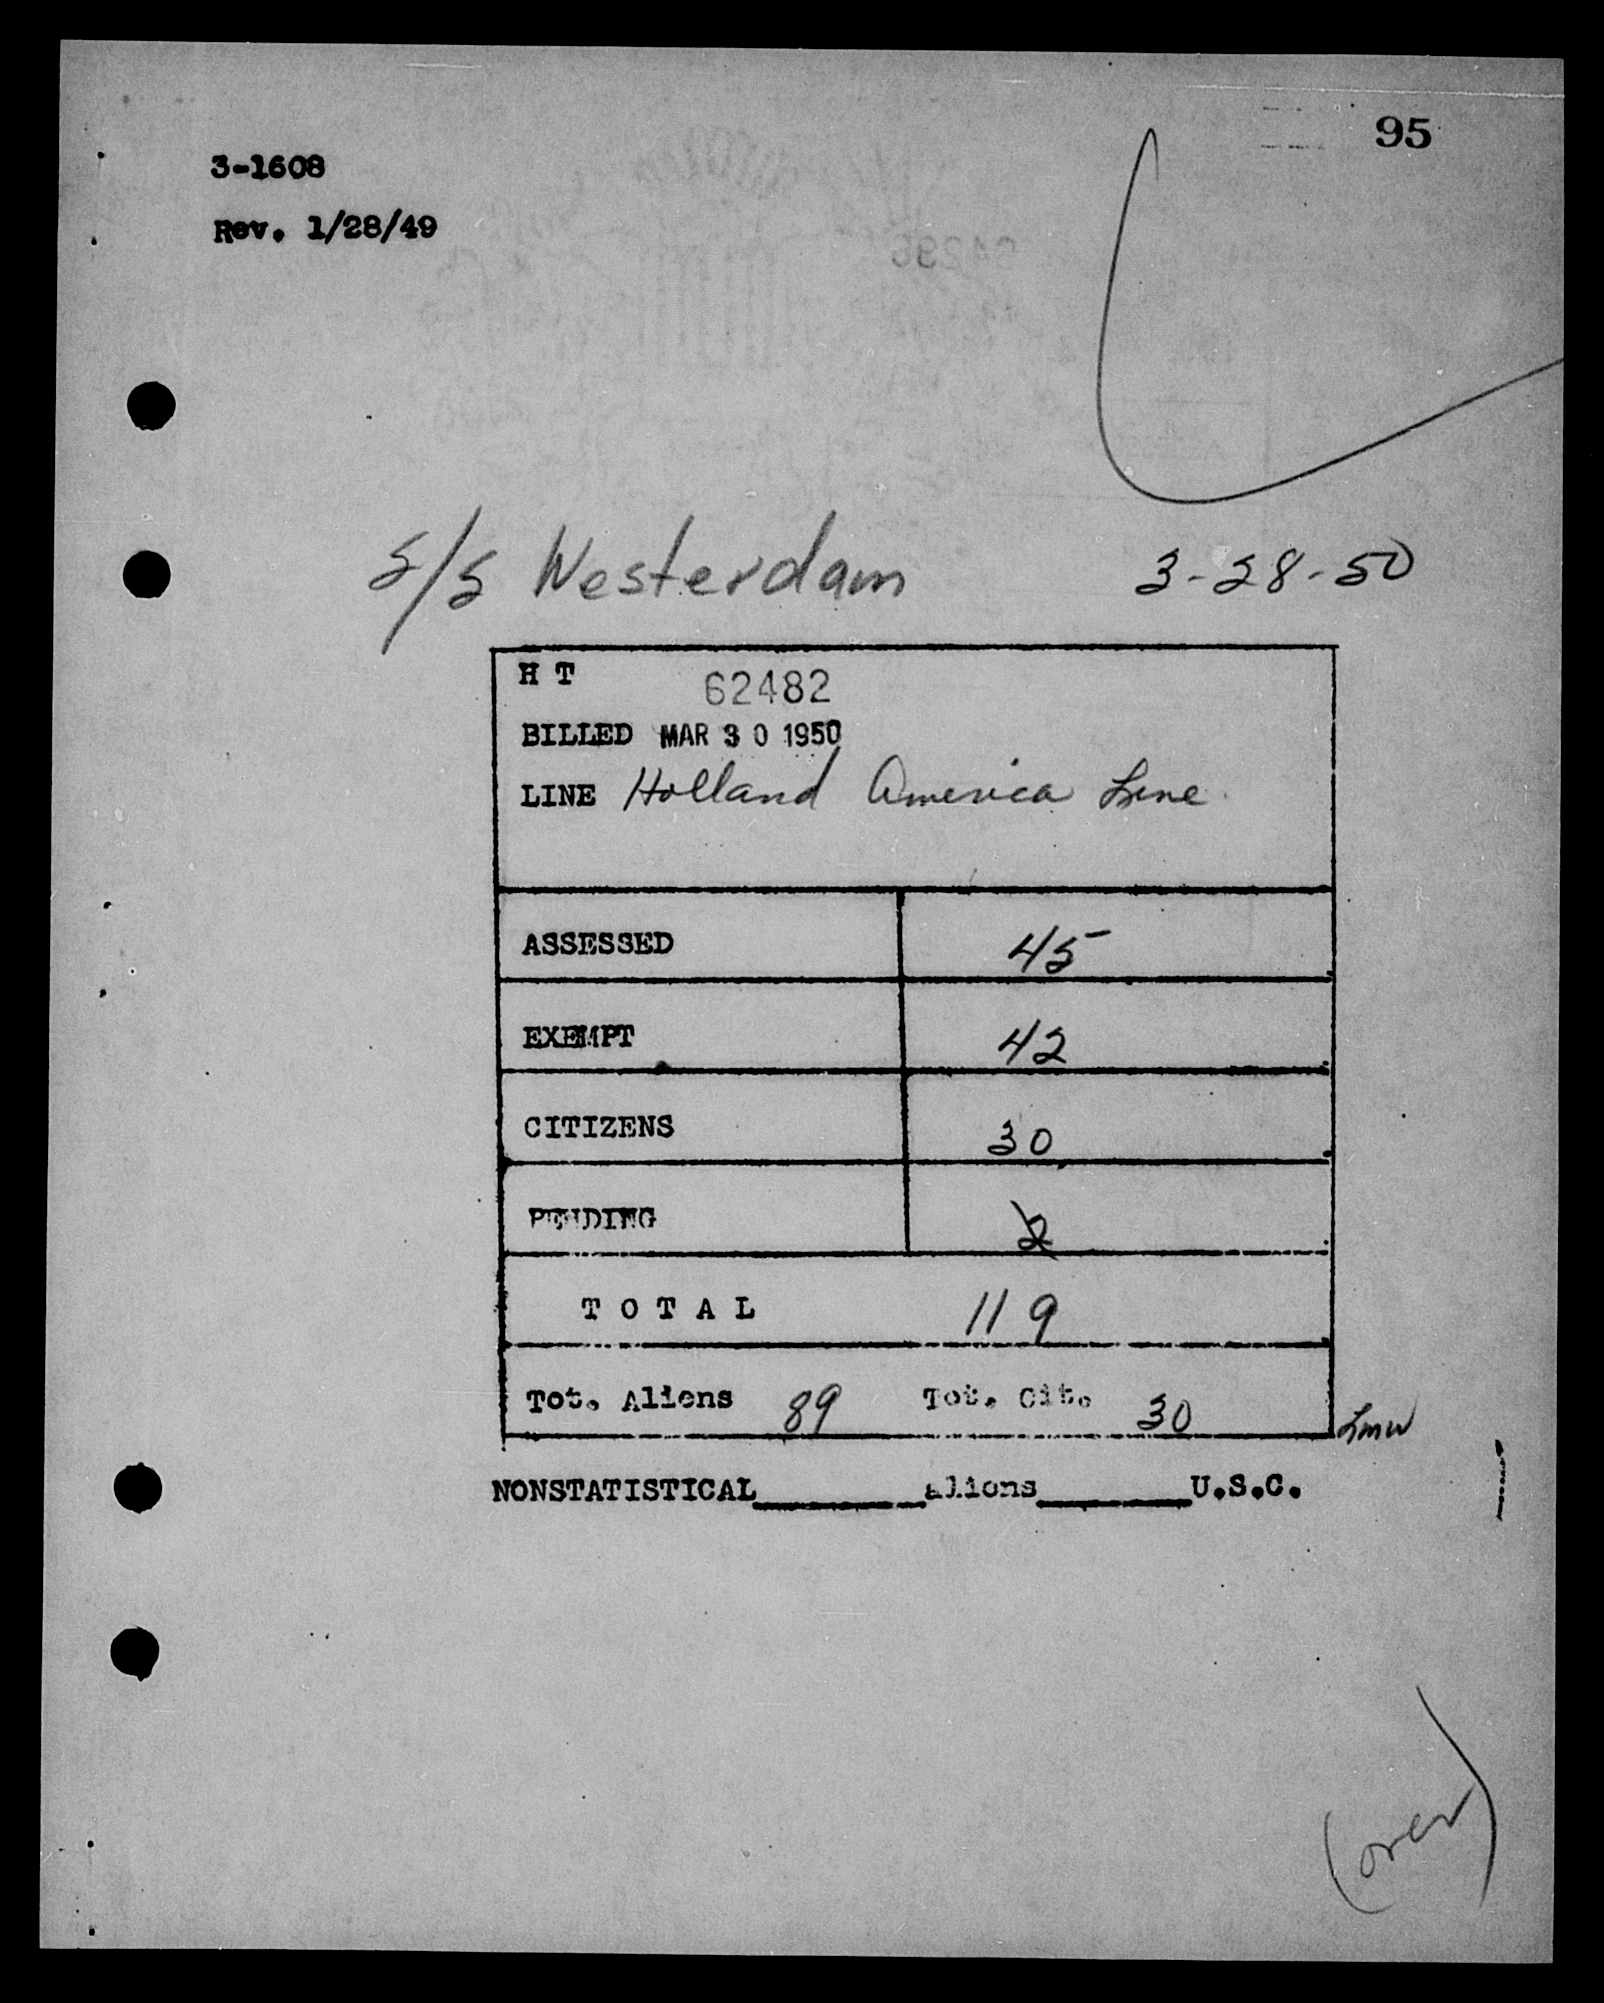 95
3-1608
Rev. 1/28/49
S/S Westerdam 3-28-50
H T 62482
BILLED MAR 30 1950
LINE Holland America Line
ASSESSED 45
EXEMPT 42
CITIZENS 30
PENDING 2
TOTAL 119
Tot. Aliens 89 Tot. Cit. 30 Lmw
NONSTATISTICAL aliens U.S.C.
(over)